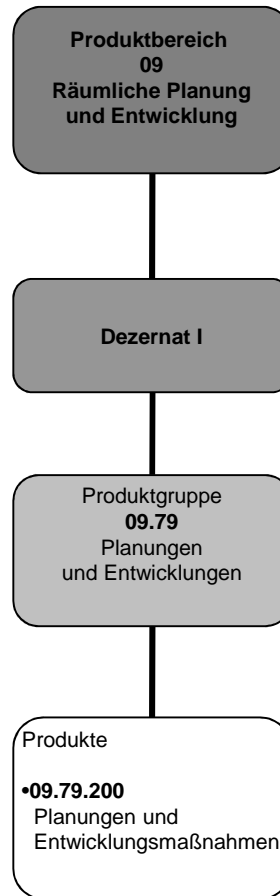 Produktbereich
09
Räumliche Planung
und Entwicklung
Dezernat I
Produktgruppe
09.79
Planungen
und Entwicklungen
Produkte
•09.79.200
Planungen und
Entwicklungsmaßnahmen